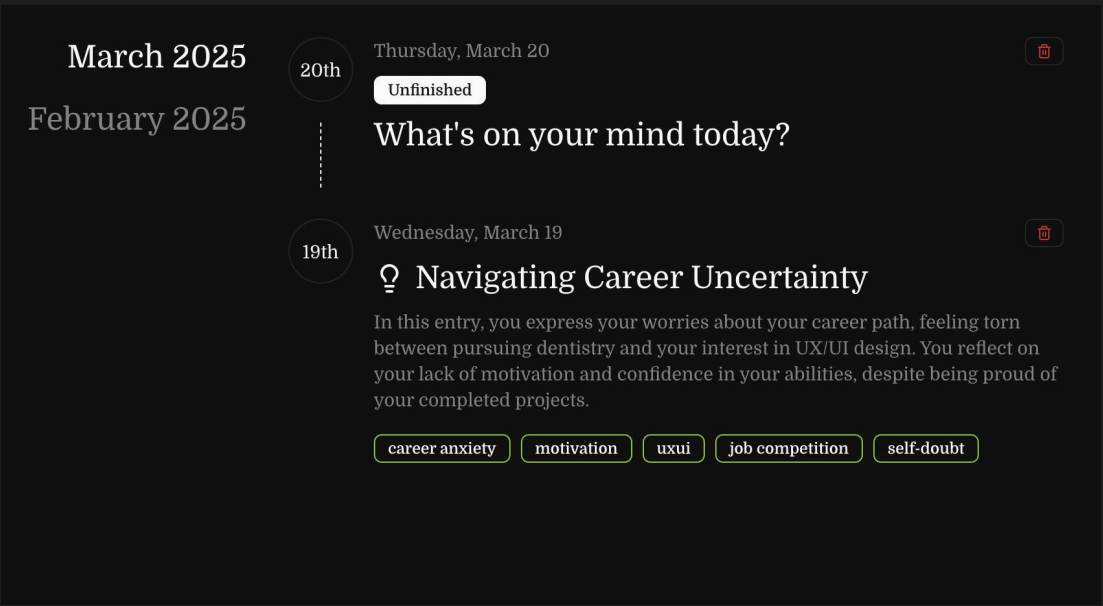 March 2025
February 2025
20th
Thursday, March 20
Unfinished
What's on your mind today?
19th
Wednesday, March 19
Navigating Career Uncertainty
In this entry, you express your worries about your career path, feeling torn
between pursuing dentistry and your interest in UX/UI design. You reflect on
your lack of motivation and confidence in your abilities, despite being proud of
your completed projects.
career anxiety motivation uxui job competition self-doubt